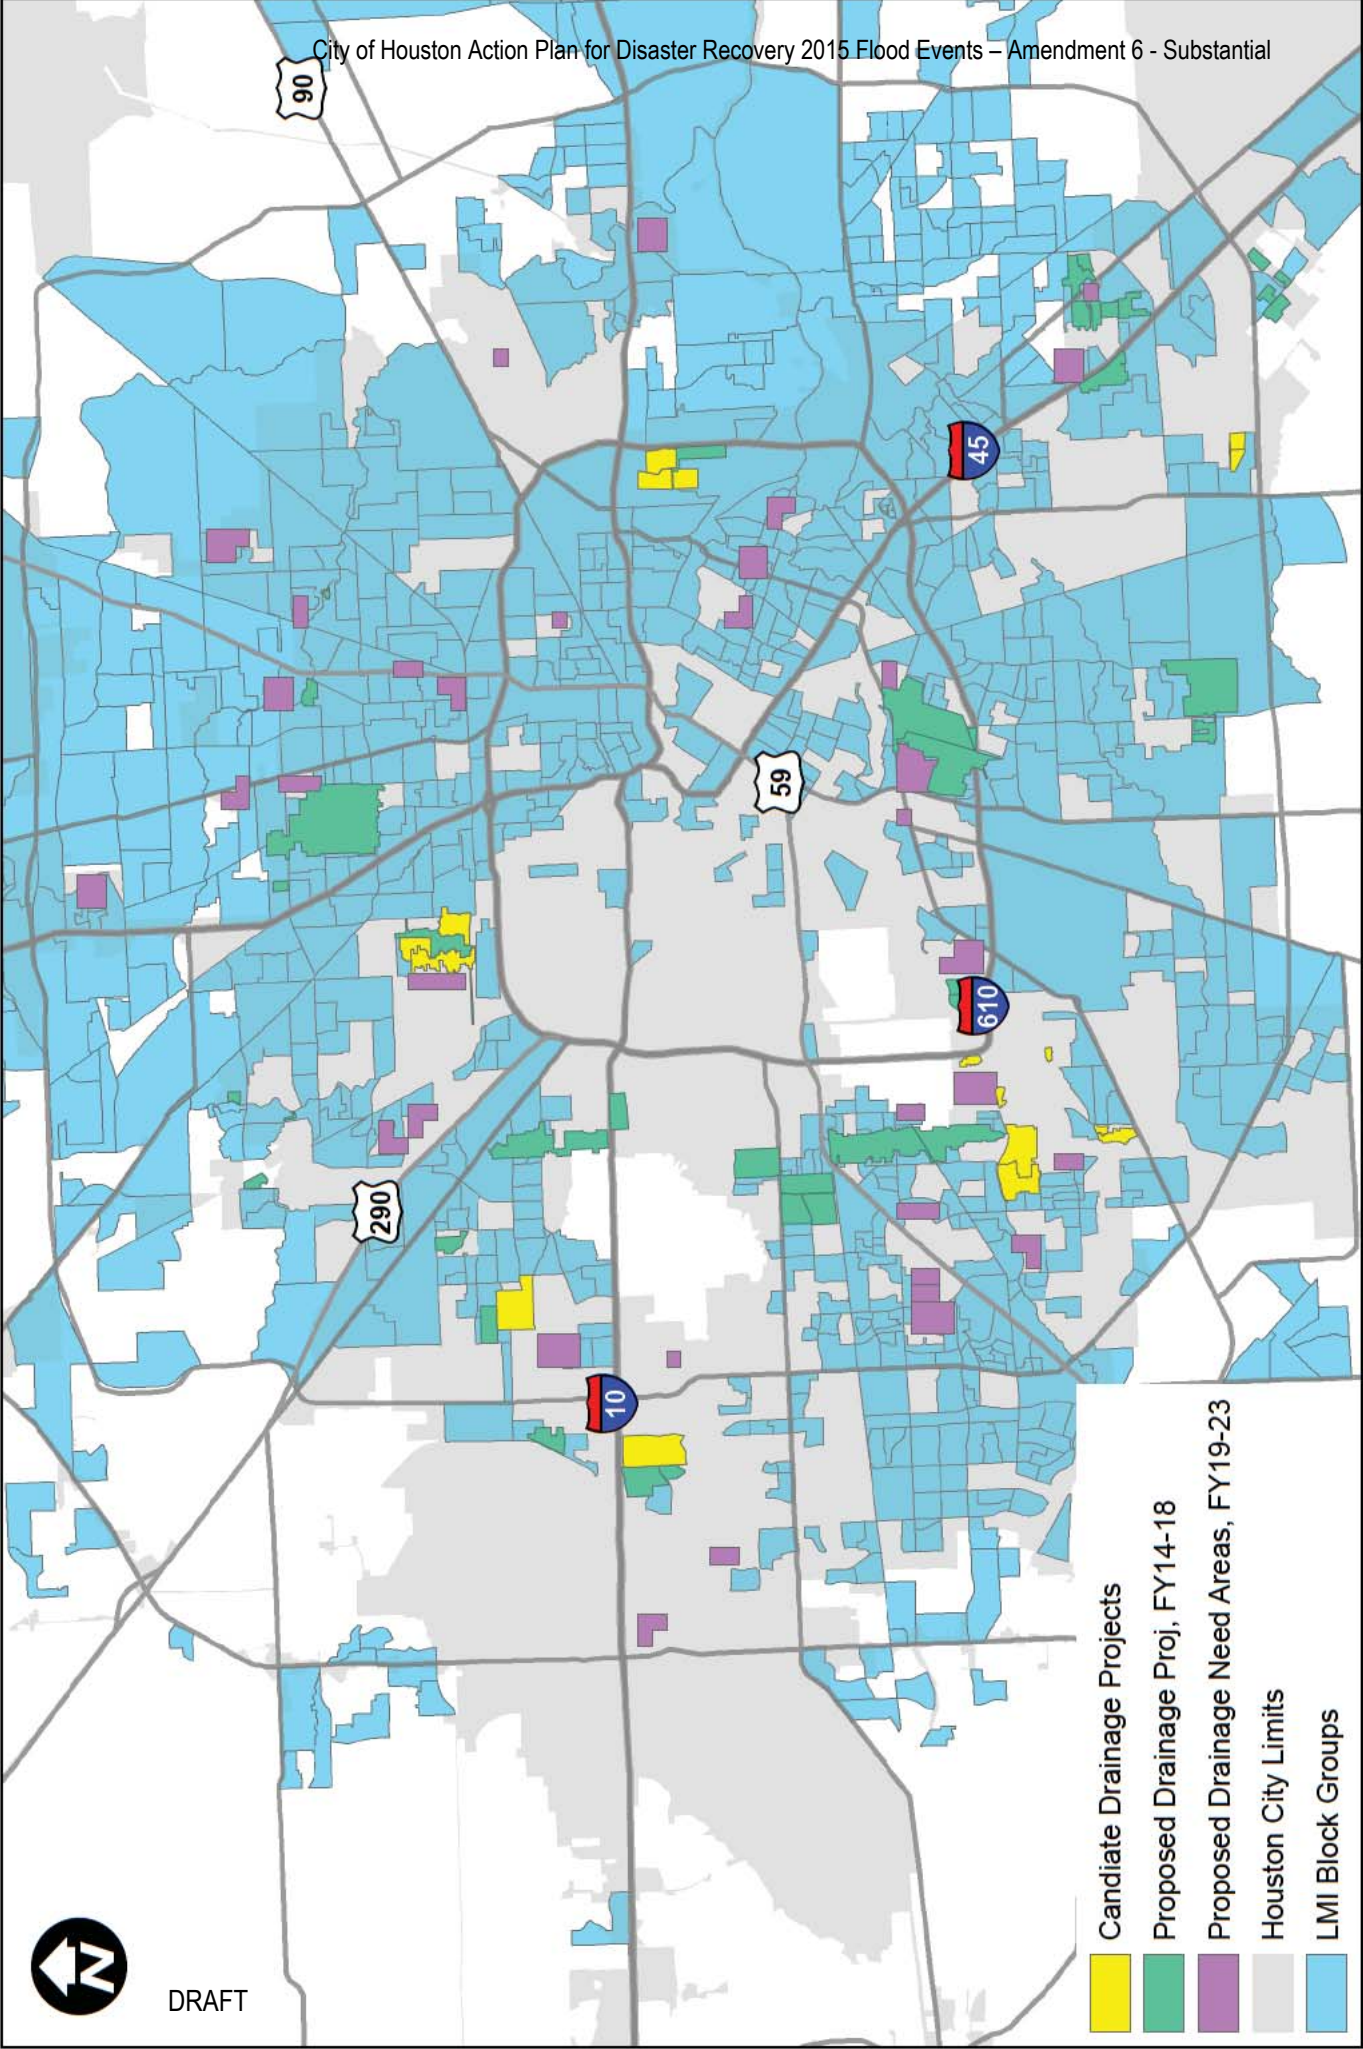 City of Houston Action Plan for Disaster Recovery 2015 Flood Events – Amendment 6 - Substantial
DRAFT
N
90
290
10
59
45
610
Candiate Drainage Projects
Proposed Drainage Proj, FY14-18
Proposed Drainage Need Areas, FY19-23
Houston City Limits
LMI Block Groups